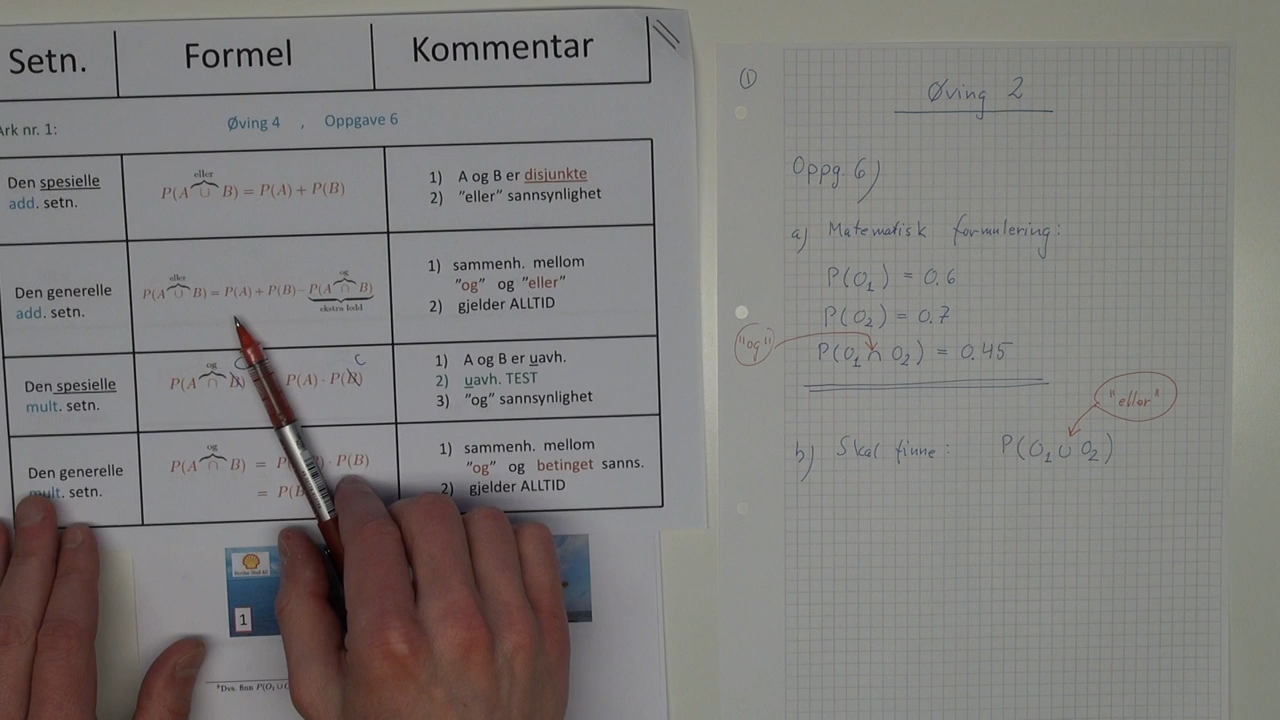 Setn. Formel Kommentar
Ark nr. 1: Øving 4 , Oppgave 6
Den spesielle
add. setn.
eller
P(A ∪ B) = P(A) + P(B)
1) A og B er disjunkte
2) "eller" sannsynlighet
Den generelle
add. setn.
eller og
P(A ∪ B) = P(A) + P(B) − P(A ∩ B)
ekstra ledd
1) sammenh. mellom
"og" og "eller"
2) gjelder ALLTID
Den spesielle
mult. setn.
og C C
P(A ∩ B) P(A) · P(B)
1) A og B er uavh.
2) uavh. TEST
3) "og" sannsynlighet
Den generelle
mult. setn.
og
P(A ∩ B) = P( ) · P(B)
= P(B
1) sammenh. mellom
"og" og betinget sanns.
2) gjelder ALLTID
1
Dvs. finn P(O₁ ∪
①
Øving 2
Oppg. 6)
a) Matematisk formulering:
P(O₁) = 0.6
P(O₂) = 0.7
"og" P(O₁ ∩ O₂) = 0.45
"eller"
b) Skal finne: P(O₁ ∪ O₂)